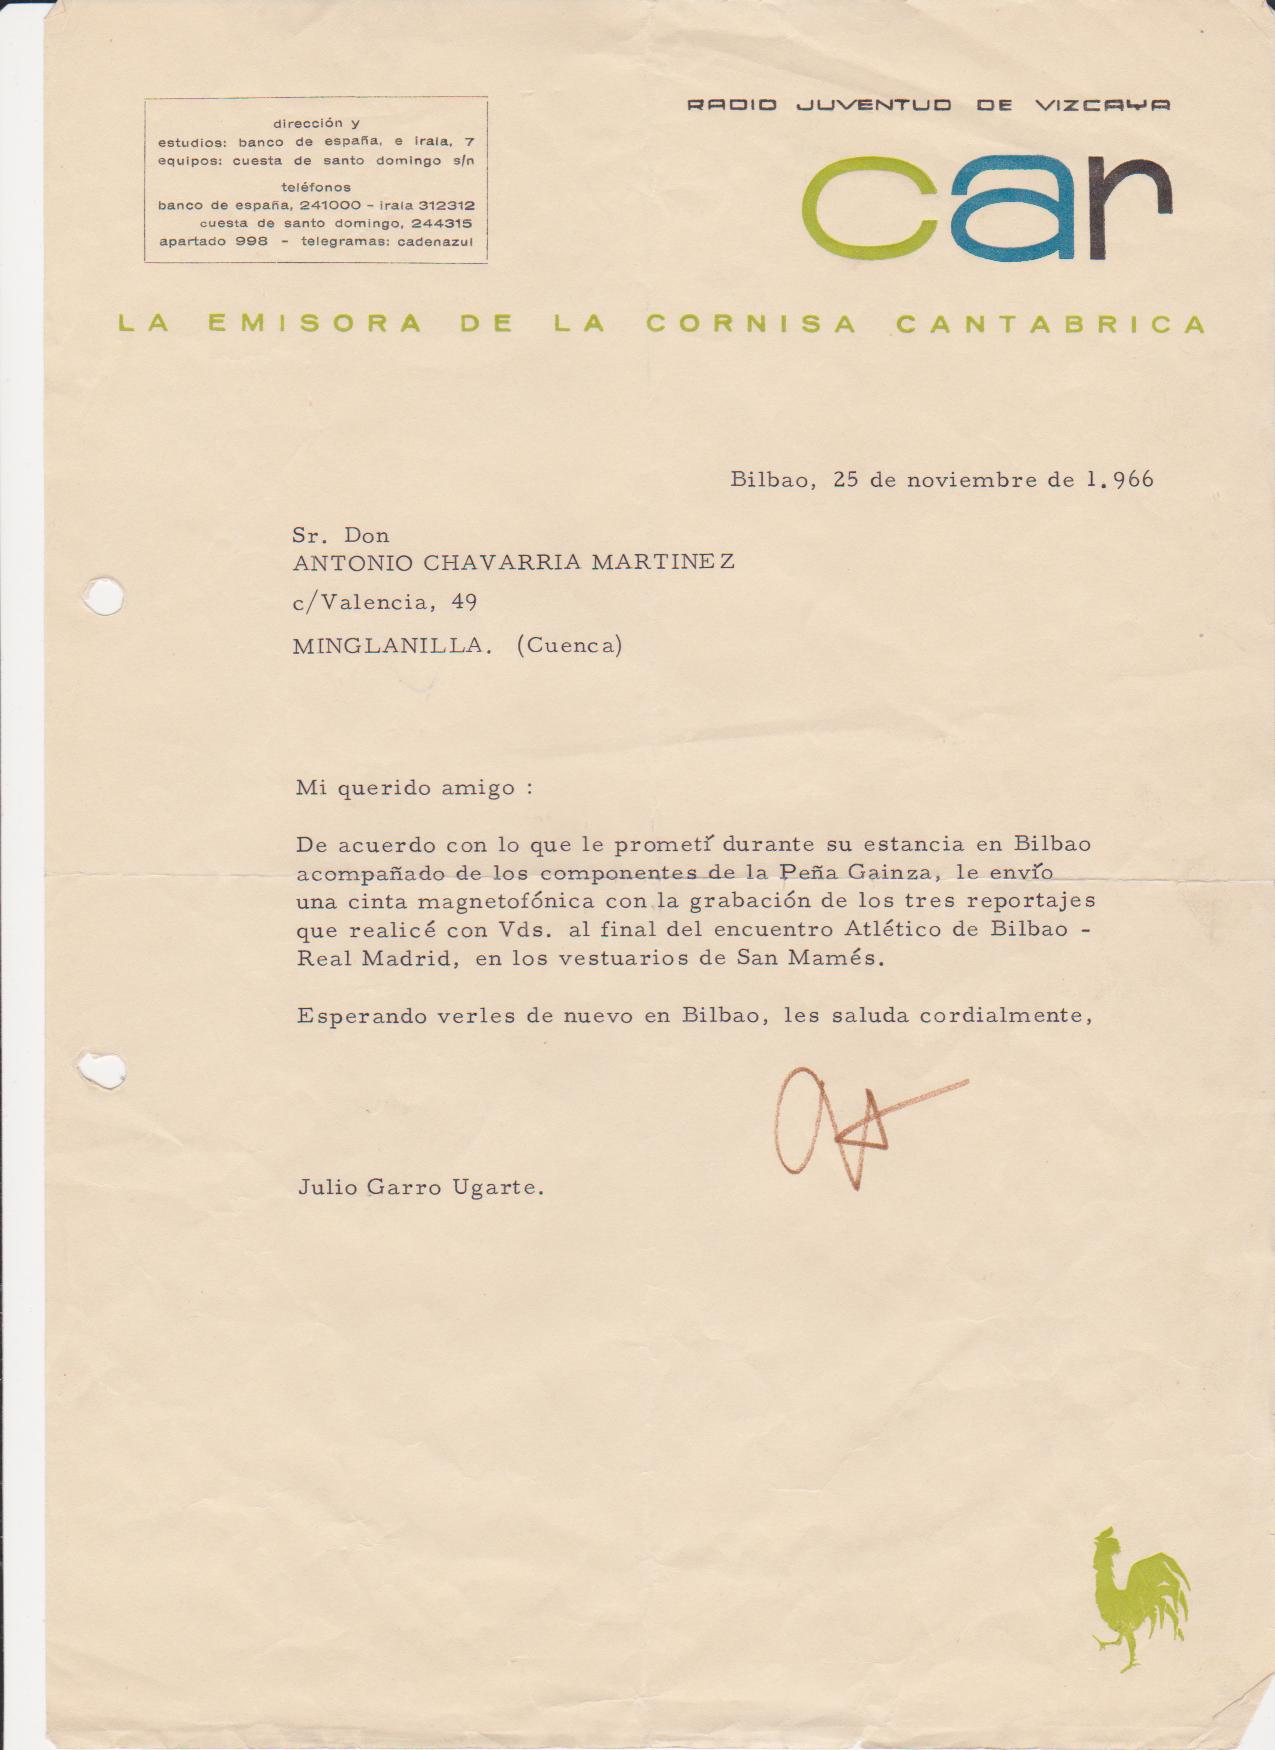 dirección y
estudios: banco de españa, e irala, 7
equipos: cuesta de santo domingo s/n
teléfonos
banco de españa, 241000 - irala 312312
cuesta de santo domingo, 244315
apartado 998 - telegramas: cadenazul
RADIO JUVENTUD DE VIZCAYA
car
LA EMISORA DE LA CORNISA CANTABRICA
Bilbao, 25 de noviembre de 1.966
Sr. Don
ANTONIO CHAVARRIA MARTINEZ
c/Valencia, 49
MINGLANILLA. (Cuenca)
Mi querido amigo :
De acuerdo con lo que le prometí durante su estancia en Bilbao
acompañado de los componentes de la Peña Gainza, le envío
una cinta magnetofónica con la grabación de los tres reportajes
que realicé con Vds. al final del encuentro Atlético de Bilbao -
Real Madrid, en los vestuarios de San Mamés.
Esperando verles de nuevo en Bilbao, les saluda cordialmente,
Julio Garro Ugarte.